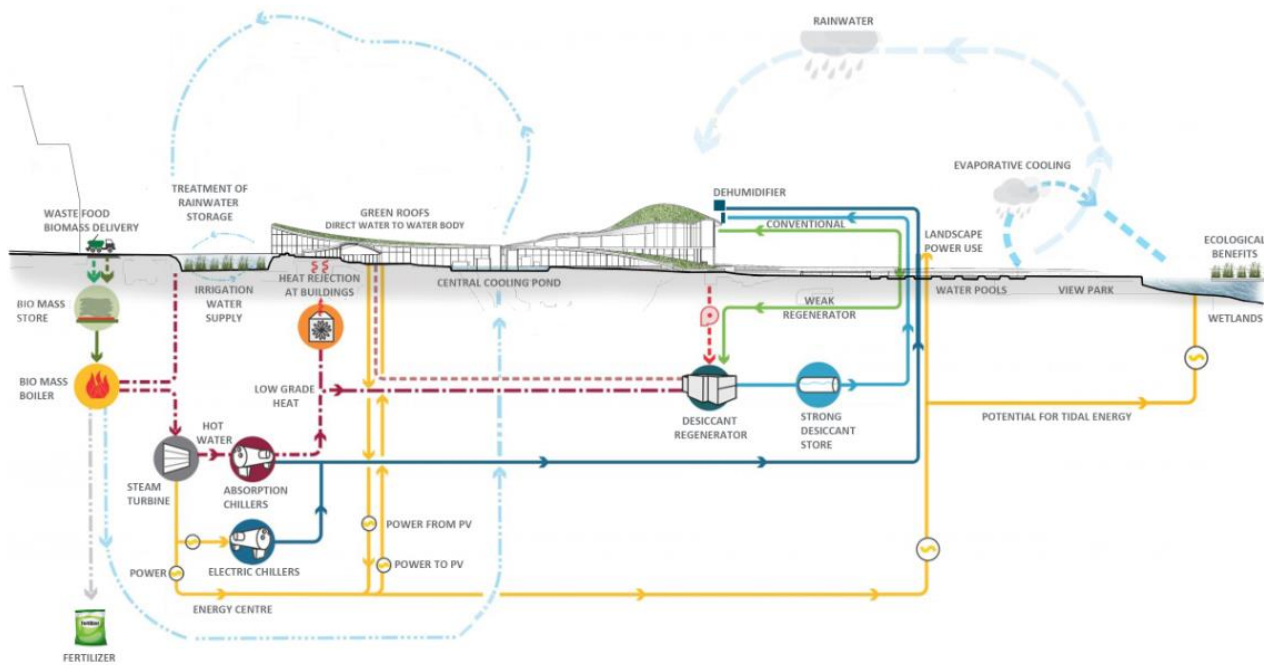 RAINWATER
EVAPORATIVE COOLING
TREATMENT OF
RAINWATER
STORAGE
DEHUMIDIFIER
WASTE FOOD
BIOMASS DELIVERY
GREEN ROOFS
DIRECT WATER TO WATER BODY
CONVENTIONAL
LANDSCAPE
POWER USE
ECOLOGICAL
BENEFITS
HEAT REJECTION
AT BUILDINGS
CENTRAL COOLING POND
IRRIGATION
WATER
SUPPLY
WATER POOLS
VIEW PARK
BIO MASS
STORE
WEAK
REGENERATOR
WETLANDS
BIO MASS
BOILER
LOW GRADE
HEAT
DESICCANT
REGENERATOR
STRONG
DESICCANT
STORE
POTENTIAL FOR TIDAL ENERGY
HOT
WATER
STEAM
TURBINE
ABSORPTION
CHILLERS
POWER FROM PV
POWER
ELECTRIC CHILLERS
POWER TO PV
ENERGY CENTRE
Fertilizer
FERTILIZER